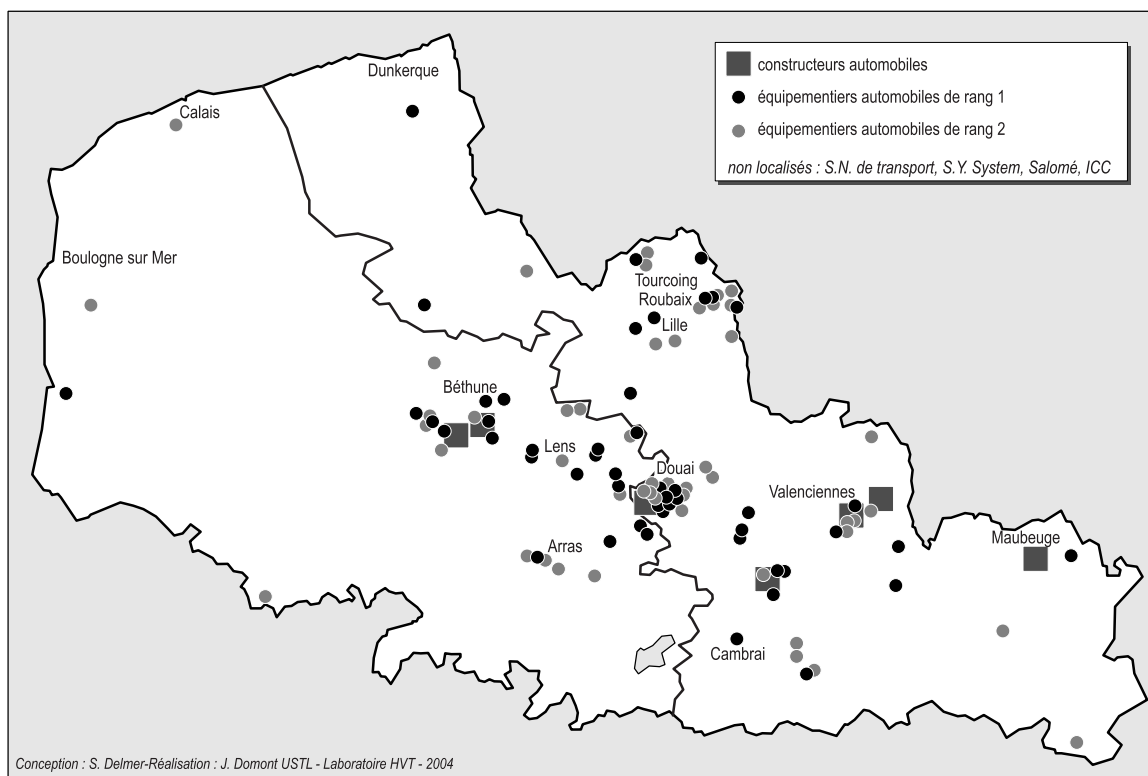 Dunkerque
constructeurs automobiles
équipementiers automobiles de rang 1
équipementiers automobiles de rang 2
non localisés : S.N. de transport, S.Y. System, Salomé, ICC
Calais
Boulogne sur Mer
Tourcoing
Roubaix
Lille
Béthune
Lens
Douai
Valenciennes
Maubeuge
Arras
Cambrai
Conception : S. Delmer-Réalisation : J. Domont USTL - Laboratoire HVT - 2004